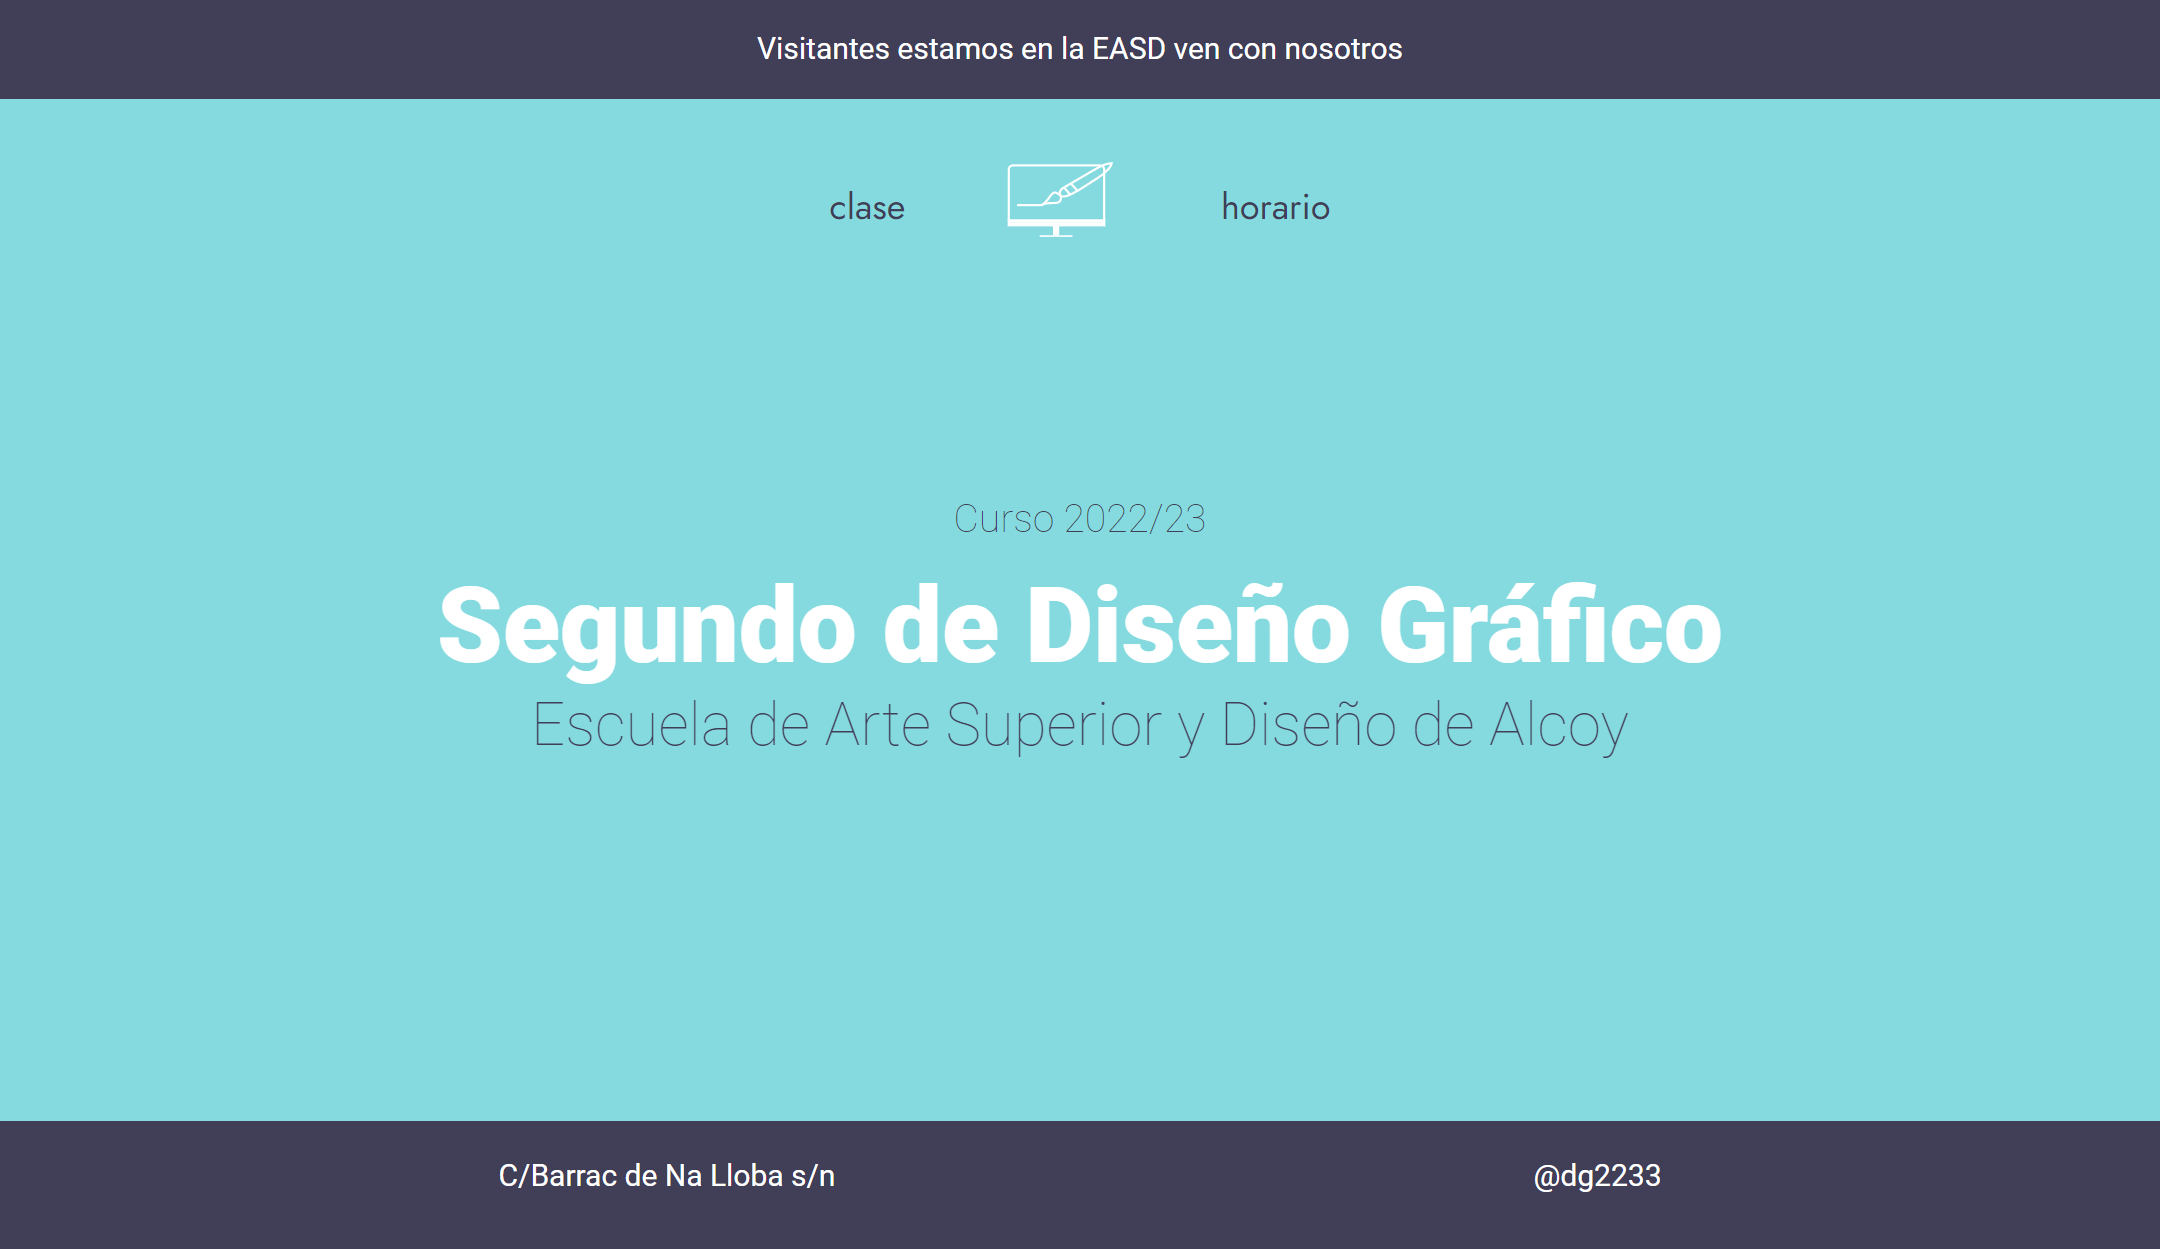 Visitantes estamos en la EASD ven con nosotros
clase
horario
Curso 2022/23
Segundo de Diseño Gráfico
Escuela de Arte Superior y Diseño de Alcoy
C/Barrac de Na Lloba s/n
@dg2233